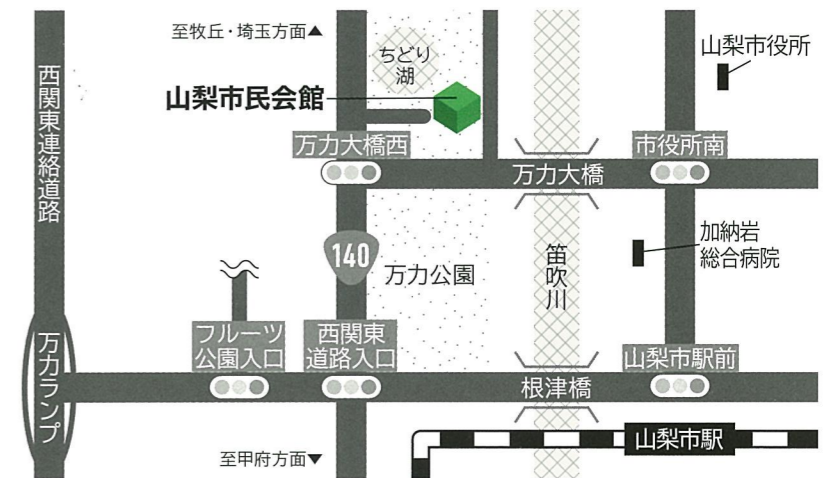 至牧丘・埼玉方面▲
ちどり
湖
山梨市役所
西関東連絡道路
山梨市民会館
万力大橋西
市役所南
万力大橋
加納岩
総合病院
140
万力公園
笛吹川
フルーツ
公園入口
西関東
道路入口
山梨市駅前
万力ランプ
根津橋
山梨市駅
至甲府方面▼